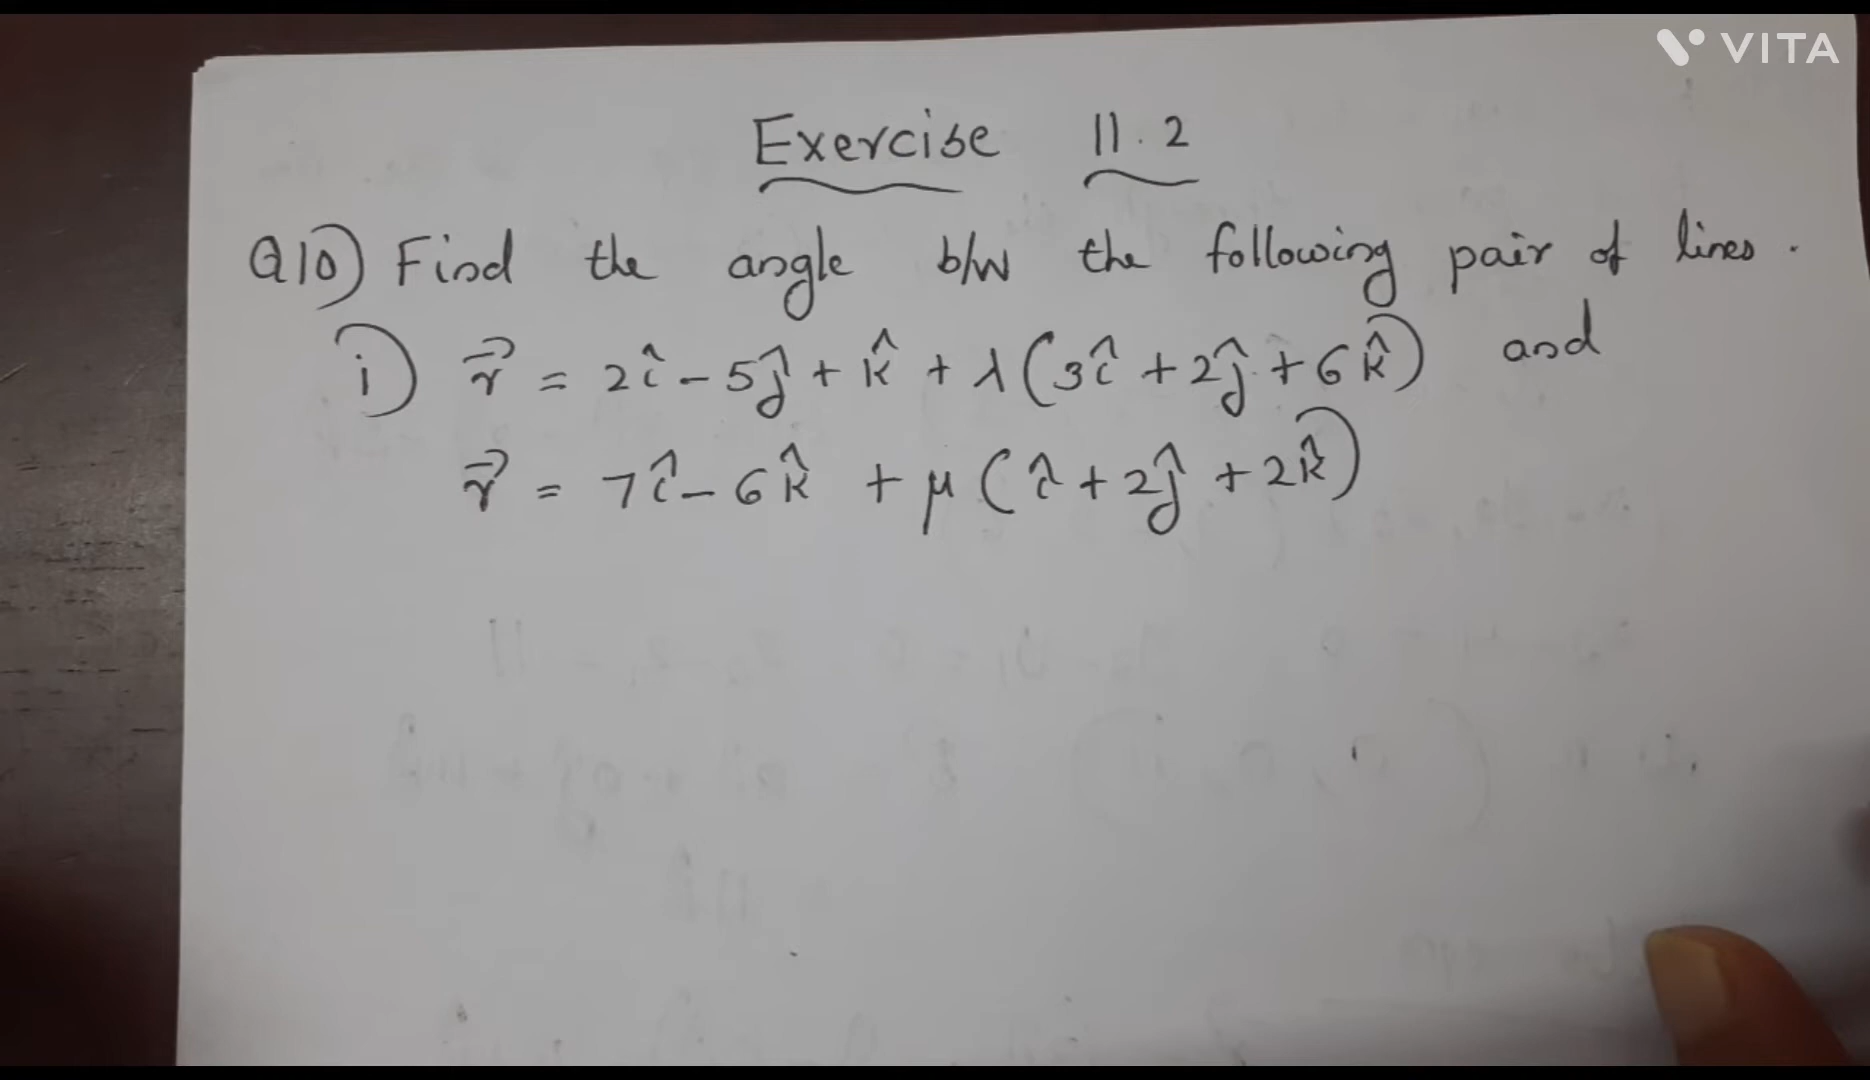 VITA
Exercise 11.2
Q10) Find the angle b/w the following pair of lines.
i) r⃗ = 2î - 5ĵ + k̂ + λ(3î + 2ĵ + 6k̂) and
r⃗ = 7î - 6k̂ + μ(î + 2ĵ + 2k̂)